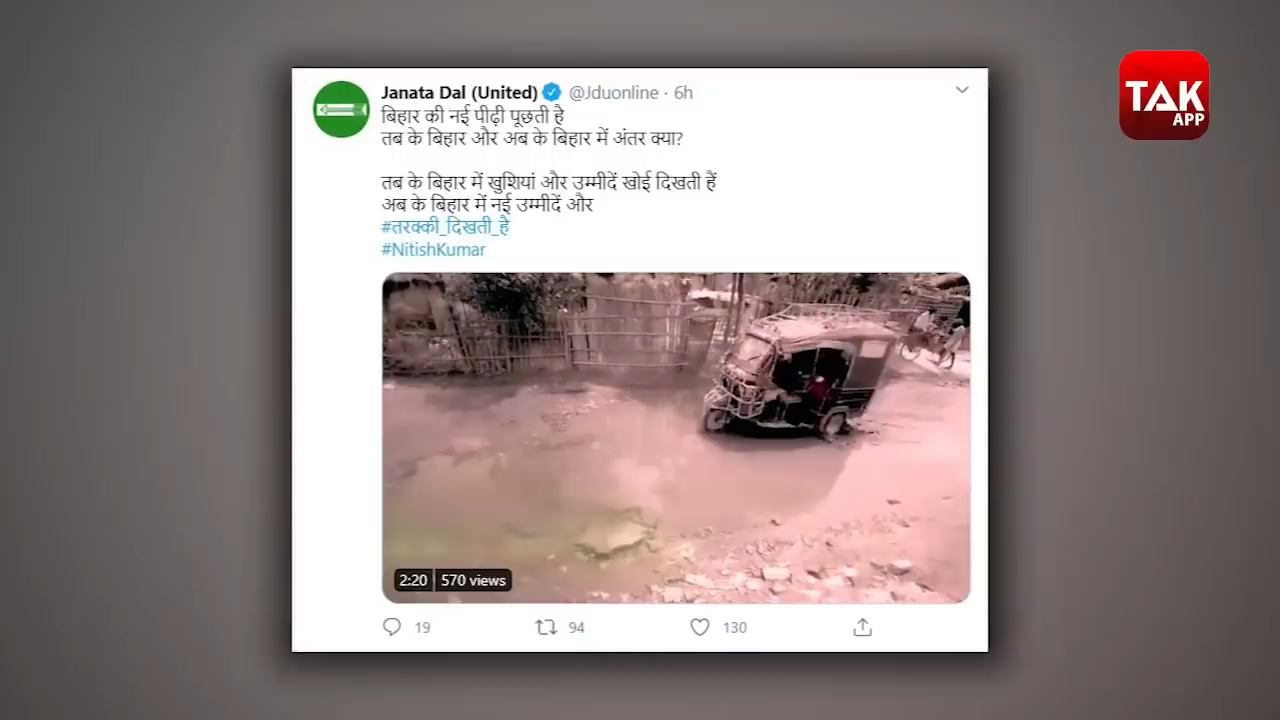 Janata Dal (United) @Jduonline · 6h
बिहार की नई पीढ़ी पूछती है
तब के बिहार और अब के बिहार में अंतर क्या?
तब के बिहार में खुशियां और उम्मीदें खोई दिखती हैं
अब के बिहार में नई उम्मीदें और
#तरक्की_दिखती_है
#NitishKumar
2:20 570 views
19 94 130
TAK
APP